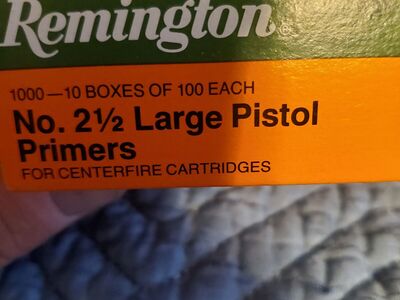 Remington®
1000—10 BOXES OF 100 EACH
No. 2½ Large Pistol
Primers
FOR CENTERFIRE CARTRIDGES